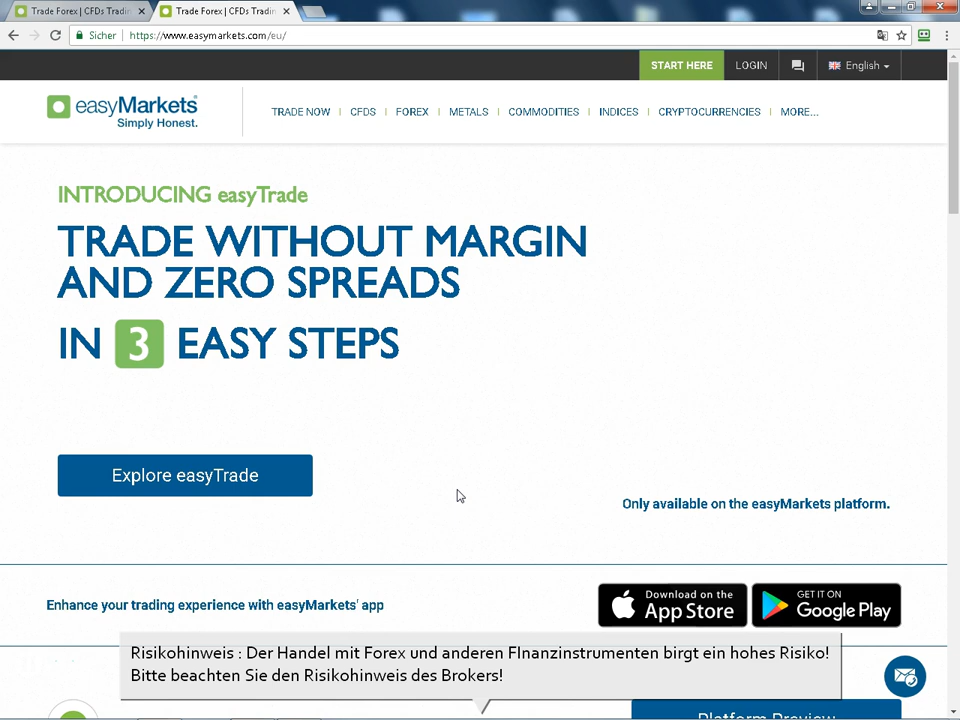 Trade Forex | CFDs Tradin
Trade Forex | CFDs Tradin
Sicher
https://www.easymarkets.com/eu/
START HERE
LOGIN
English
easyMarkets
Simply Honest.
TRADE NOW
CFDS
FOREX
METALS
COMMODITIES
INDICES
CRYPTOCURRENCIES
MORE...
INTRODUCING easyTrade
TRADE WITHOUT MARGIN
AND ZERO SPREADS
IN 3 EASY STEPS
Explore easyTrade
Only available on the easyMarkets platform.
Enhance your trading experience with easyMarkets' app
Download on the
App Store
GET IT ON
Google Play
Risikohinweis : Der Handel mit Forex und anderen FInanzinstrumenten birgt ein hohes Risiko!
Bitte beachten Sie den Risikohinweis des Brokers!
Platform Preview